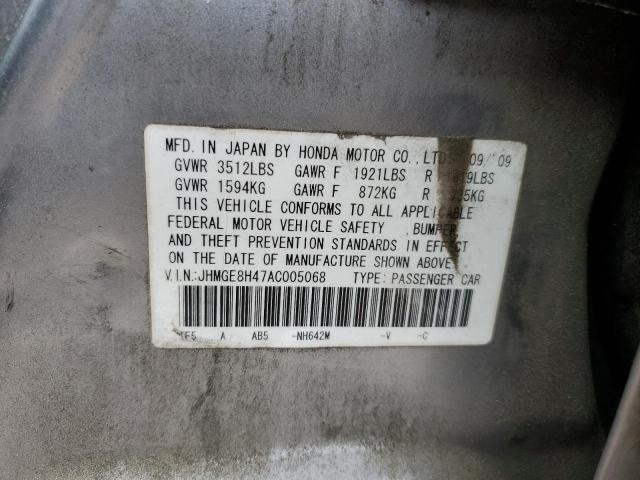 MFD. IN JAPAN BY HONDA MOTOR CO., LTD. 09/'09
GVWR 3512LBS GAWR F 1921LBS R
GVWR 1594KG GAWR F 872KG R
THIS VEHICLE CONFORMS TO ALL APPLICABLE
FEDERAL MOTOR VEHICLE SAFETY, BUMPER,
AND THEFT PREVENTION STANDARDS IN EFFECT
ON THE DATE OF MANUFACTURE SHOWN ABOVE.
V.I.N.:JHMGE8H47AC005068 TYPE: PASSENGER CAR
A AB5 -NH642M -V -C